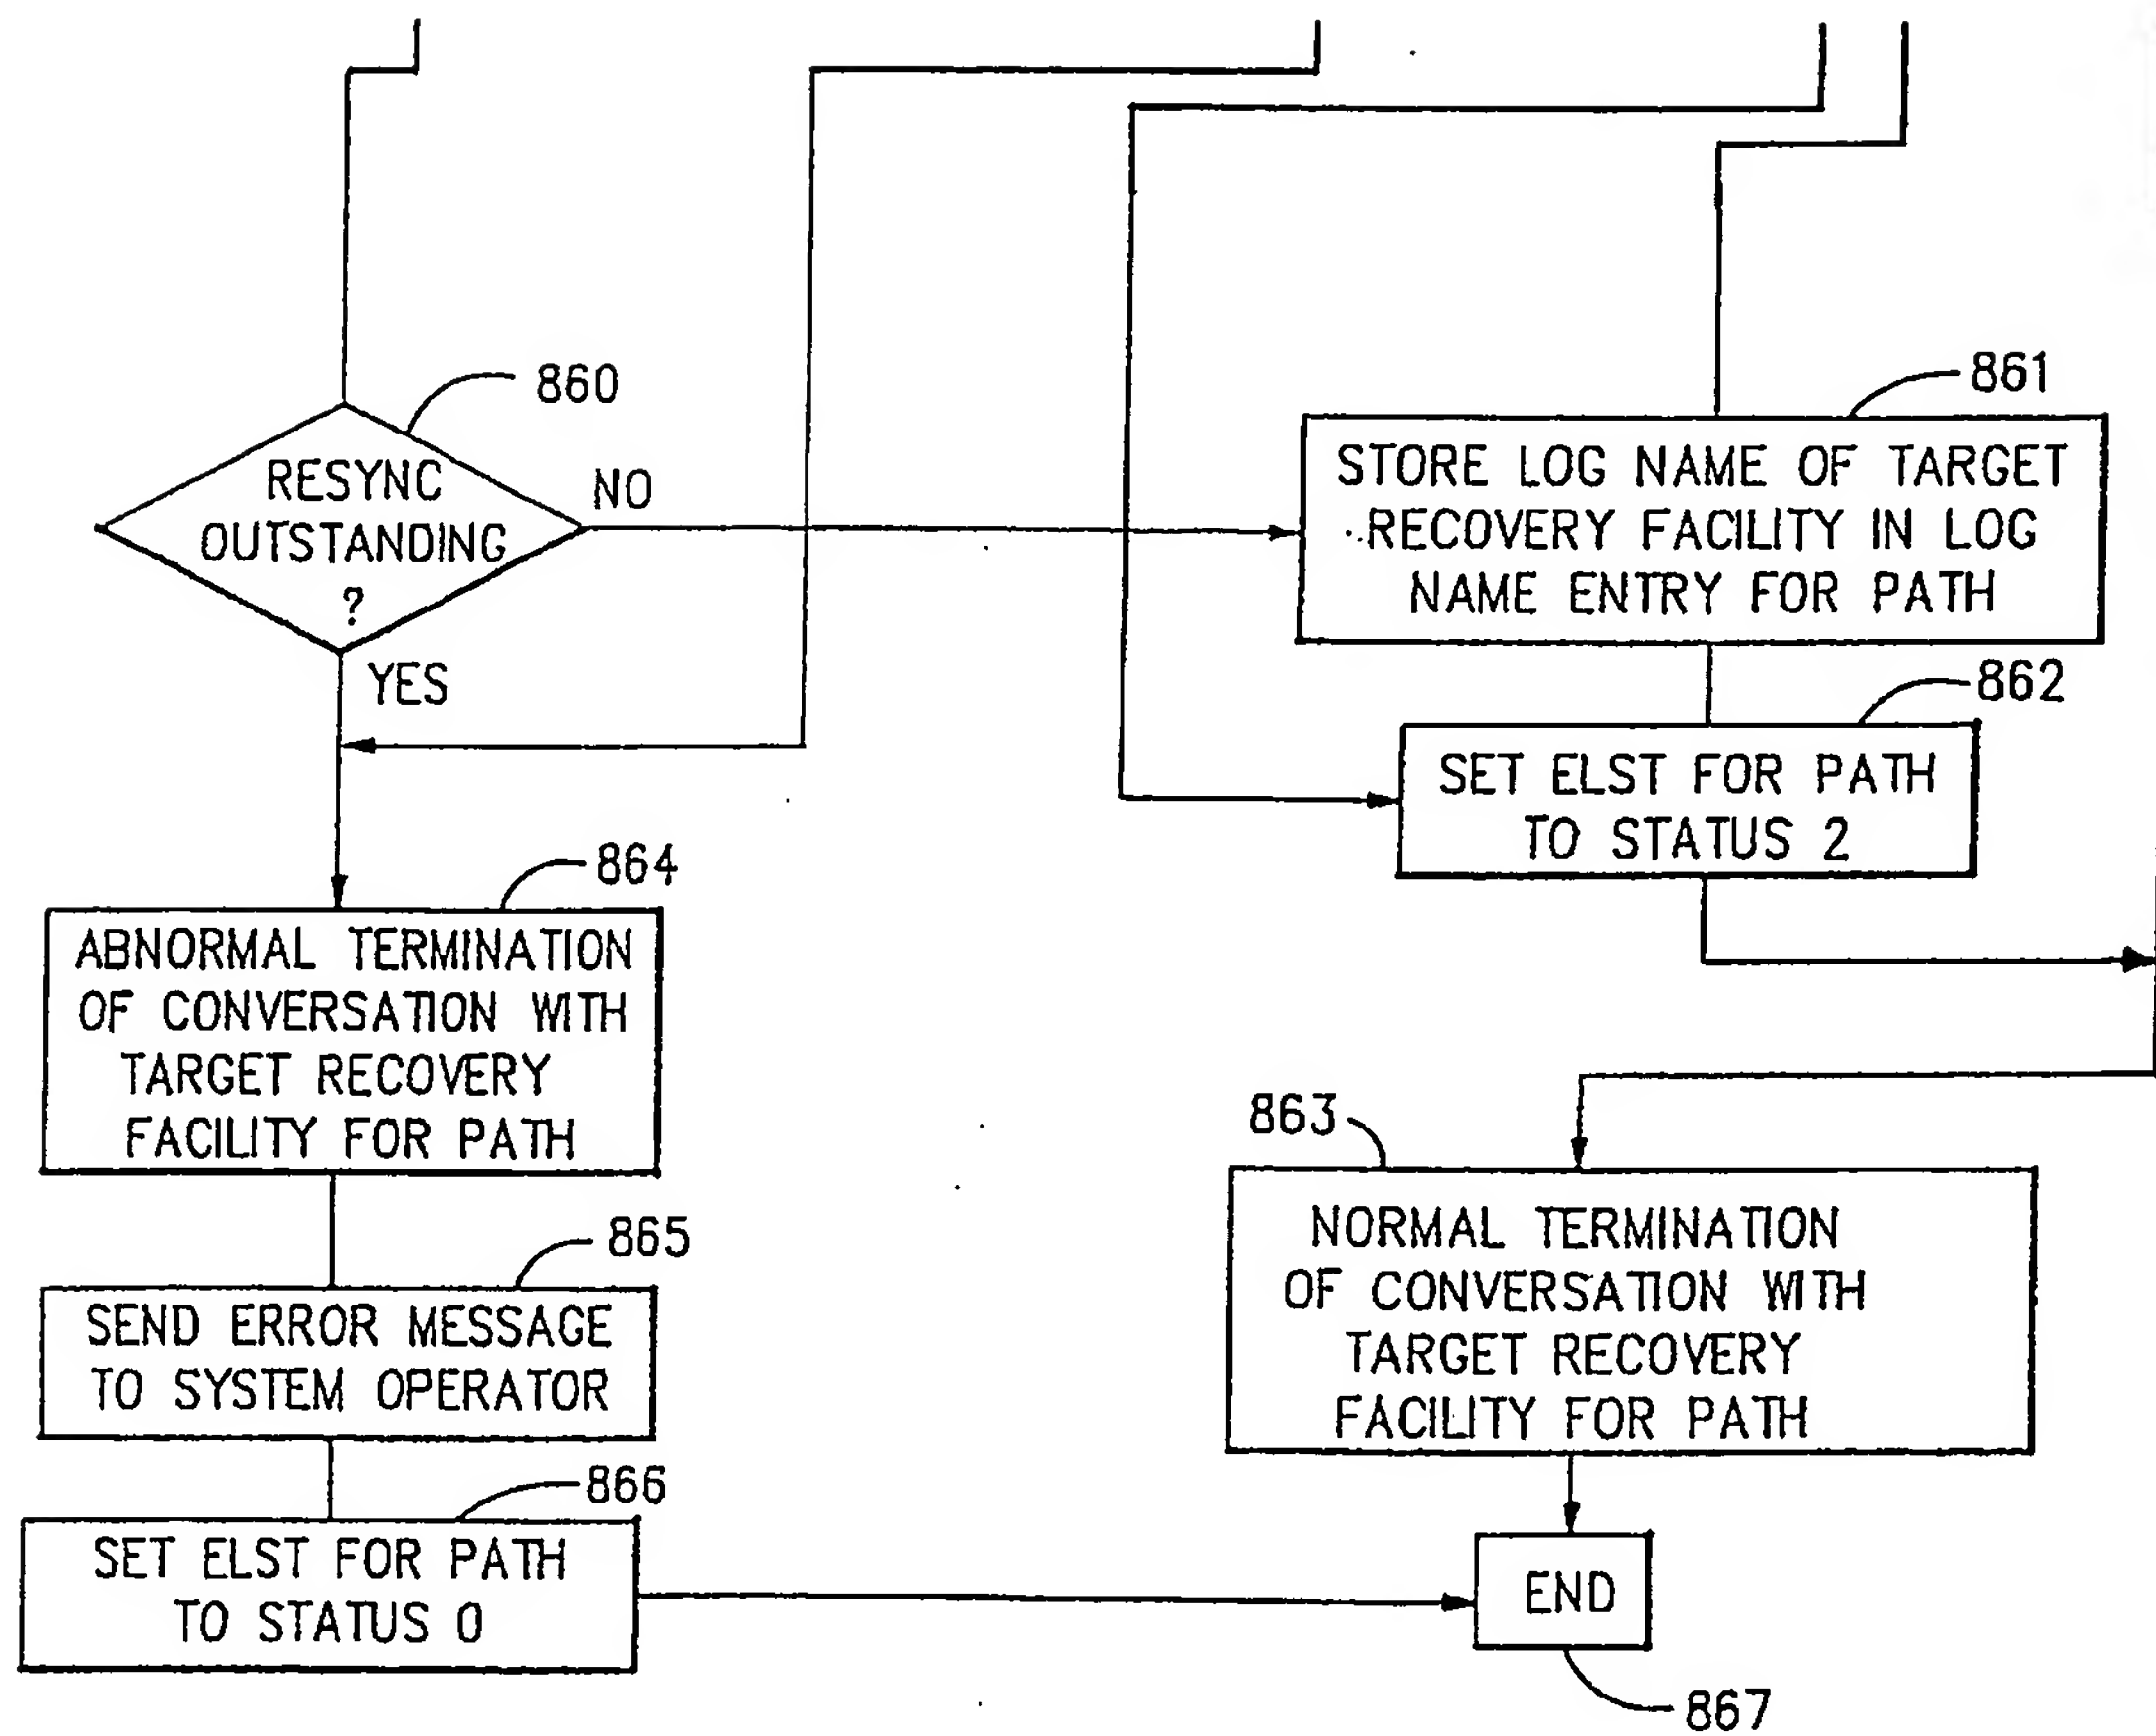 860
RESYNC
OUTSTANDING
?
NO
YES
861
STORE LOG NAME OF TARGET
RECOVERY FACILITY IN LOG
NAME ENTRY FOR PATH
862
SET ELST FOR PATH
TO STATUS 2
864
ABNORMAL TERMINATION
OF CONVERSATION WITH
TARGET RECOVERY
FACILITY FOR PATH
863
NORMAL TERMINATION
OF CONVERSATION WITH
TARGET RECOVERY
FACILITY FOR PATH
865
SEND ERROR MESSAGE
TO SYSTEM OPERATOR
866
SET ELST FOR PATH
TO STATUS 0
END
867